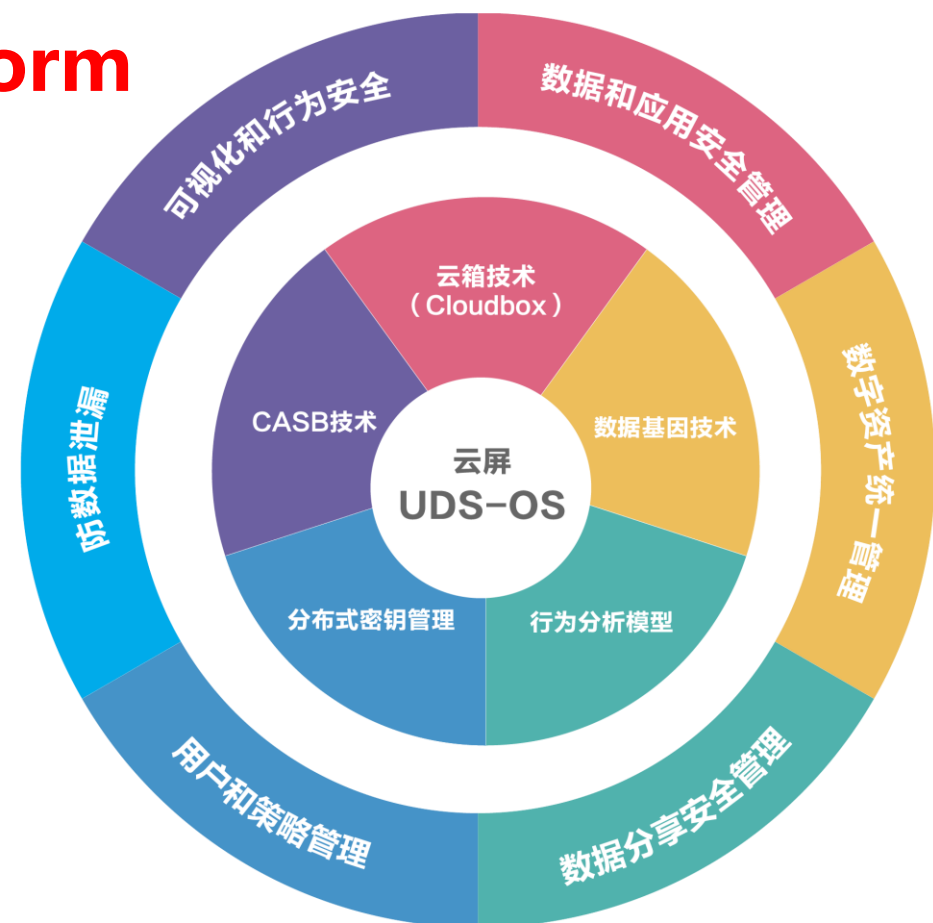 orm
可视化和行为安全
数据和应用安全管理
数字资产统一管理
数据分享安全管理
用户和策略管理
防数据泄漏
云箱技术
（Cloudbox）
数据基因技术
行为分析模型
分布式密钥管理
CASB技术
云屏
UDS-OS